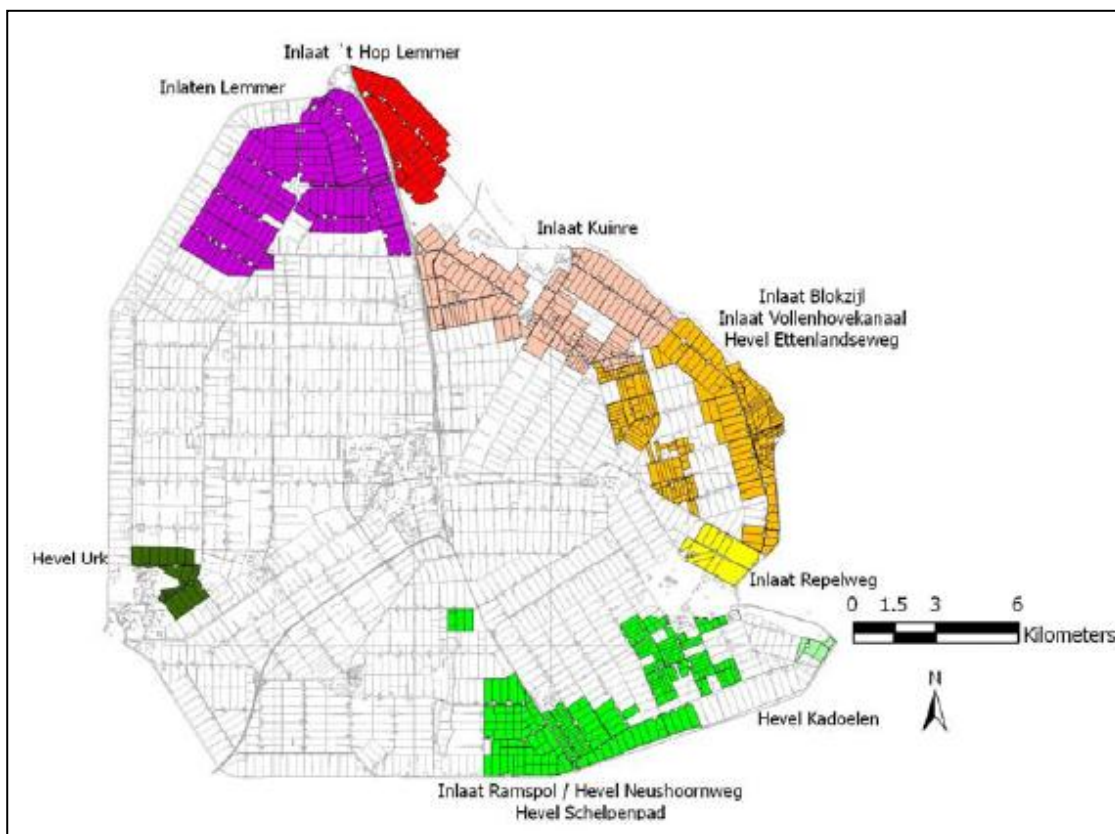 Inlaat ´t Hop Lemmer
Inlaten Lemmer
Inlaat Kuinre
Inlaat Blokzijl
Inlaat Vollenhovekanaal
Hevel Ettenlandseweg
Hevel Urk
Inlaat Repelweg
0 1.5 3 6
Kilometers
N
Hevel Kadoelen
Inlaat Ramspol / Hevel Neushoornweg
Hevel Schelpenpad